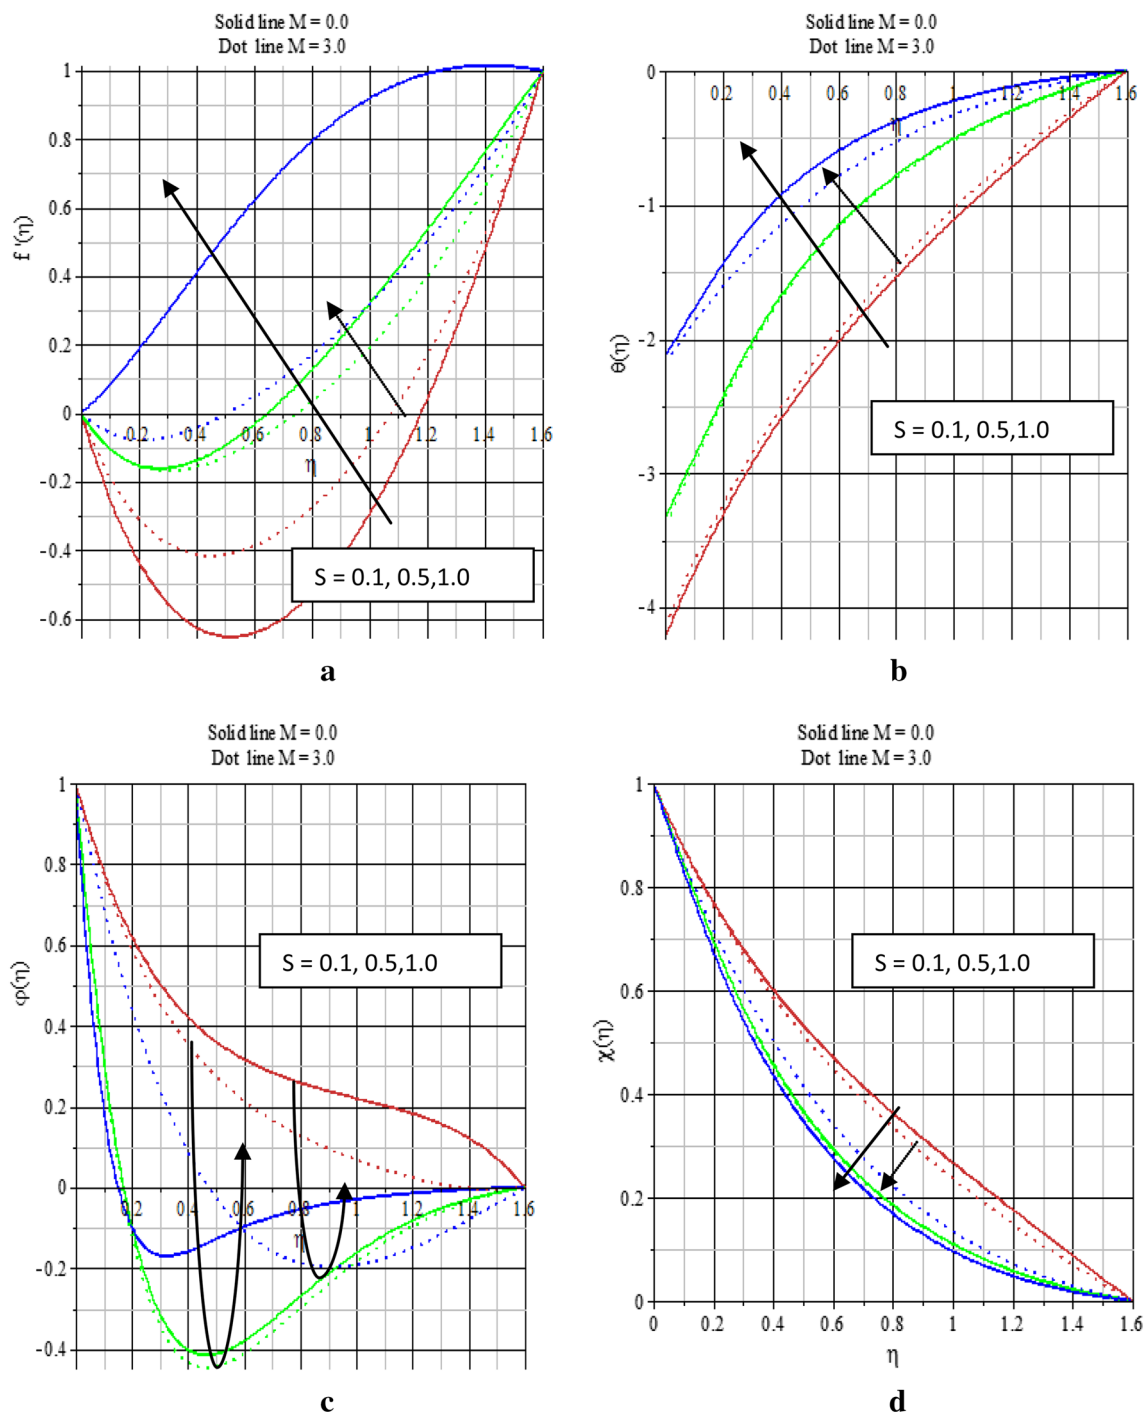 Solid line M = 0.0
Dot line M = 3.0
1
0.8
0.6
0.4
0.2
0
-0.2
-0.4
-0.6
0.2 0.4 0.6 0.8 1 1.2 1.4 1.6
η
f '(η)
S = 0.1, 0.5,1.0
a
Solid line M = 0.0
Dot line M = 3.0
0
-1
-2
-3
-4
0.2 0.4 0.6 0.8 1 1.2 1.4 1.6
η
θ(η)
S = 0.1, 0.5,1.0
b
Solid line M = 0.0
Dot line M = 3.0
1
0.8
0.6
0.4
0.2
0
-0.2
-0.4
0.2 0.4 0.6 0.8 1 1.2 1.4 1.6
η
φ(η)
S = 0.1, 0.5,1.0
c
Solid line M = 0.0
Dot line M = 3.0
1
0.8
0.6
0.4
0.2
0
0 0.2 0.4 0.6 0.8 1 1.2 1.4 1.6
η
χ(η)
S = 0.1, 0.5,1.0
d